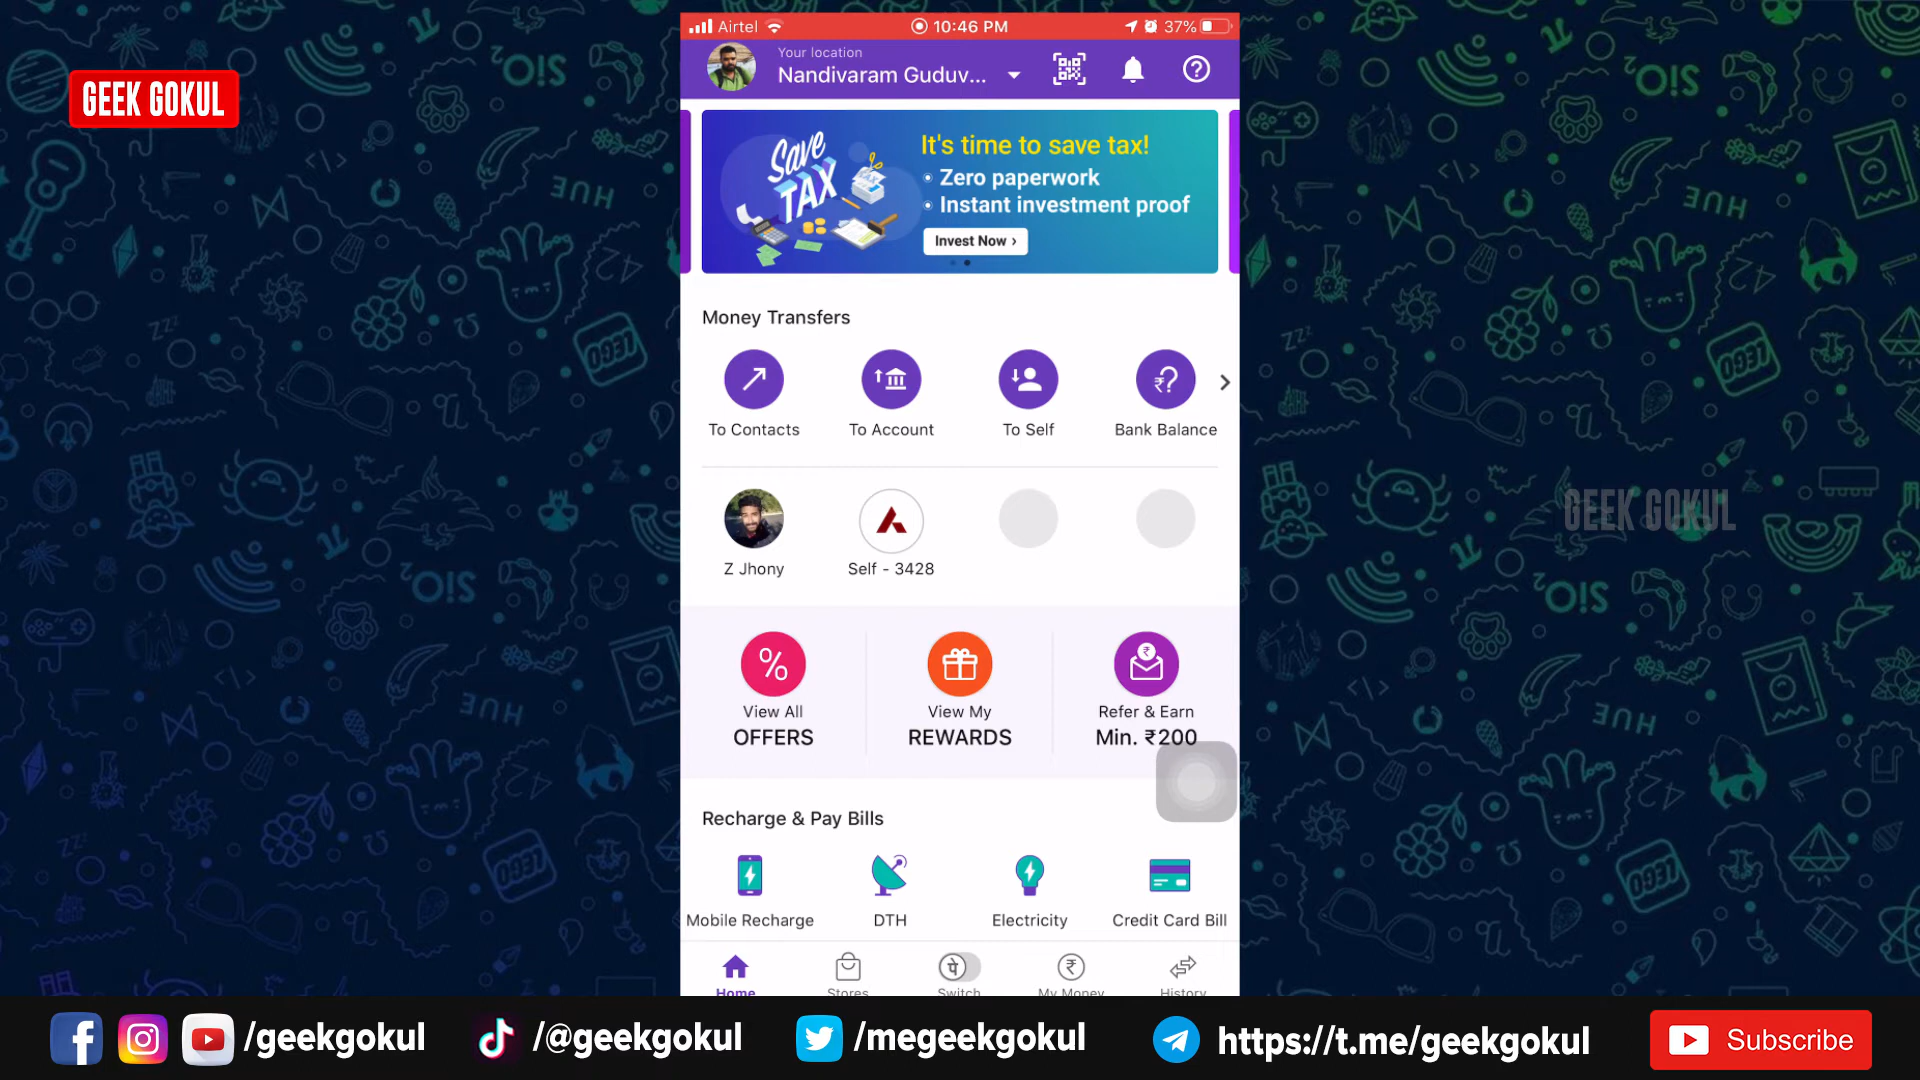 GEEK GOKUL
Airtel
10:46 PM
37%
Your location
Nandivaram Guduv...
Save
TAX
It's time to save tax!
Zero paperwork
Instant investment proof
Invest Now ›
Money Transfers
To Contacts
To Account
To Self
Bank Balance
Z Jhony
Self - 3428
GEEK GOKUL
View All
OFFERS
View My
REWARDS
Refer & Earn
Min. ₹200
Recharge & Pay Bills
Mobile Recharge
DTH
Electricity
Credit Card Bill
Home
Stores
Switch
My Money
History
/geekgokul
/@geekgokul
/megeekgokul
https://t.me/geekgokul
Subscribe